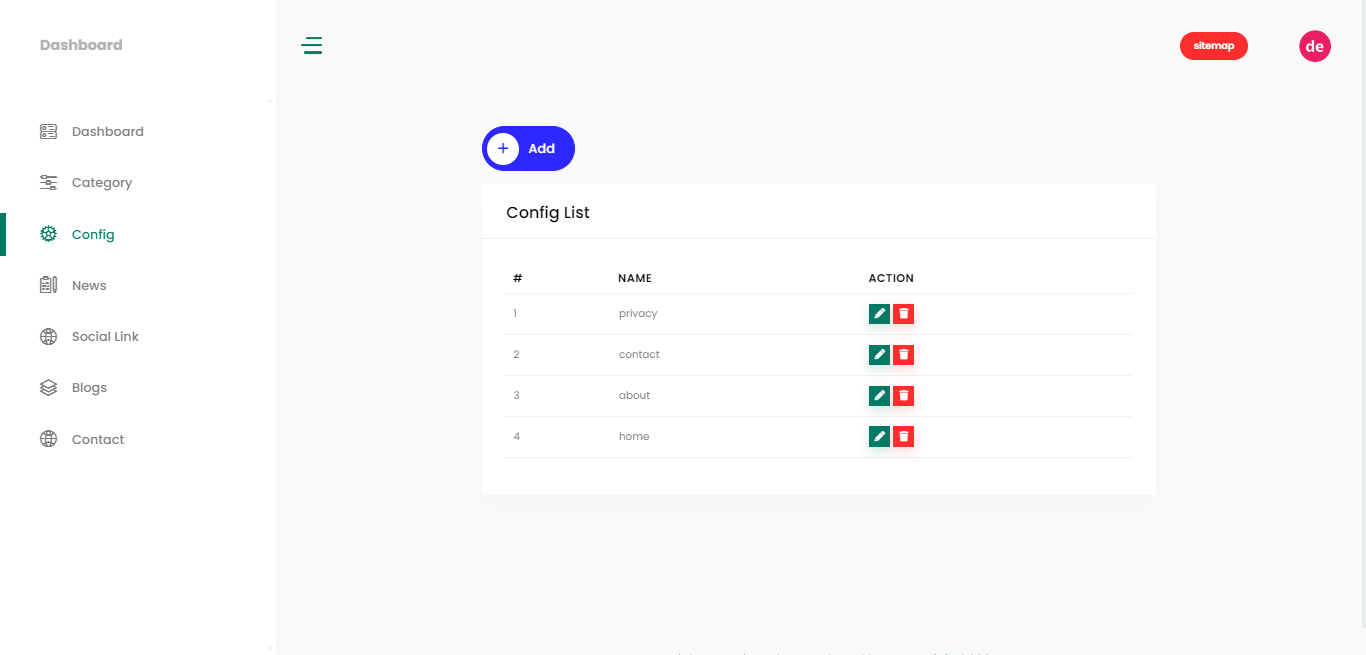 Dashboard
sitemap
de
Dashboard
Category
Config
News
Social Link
Blogs
Contact
Add
Config List
# NAME ACTION
1 privacy
2 contact
3 about
4 home